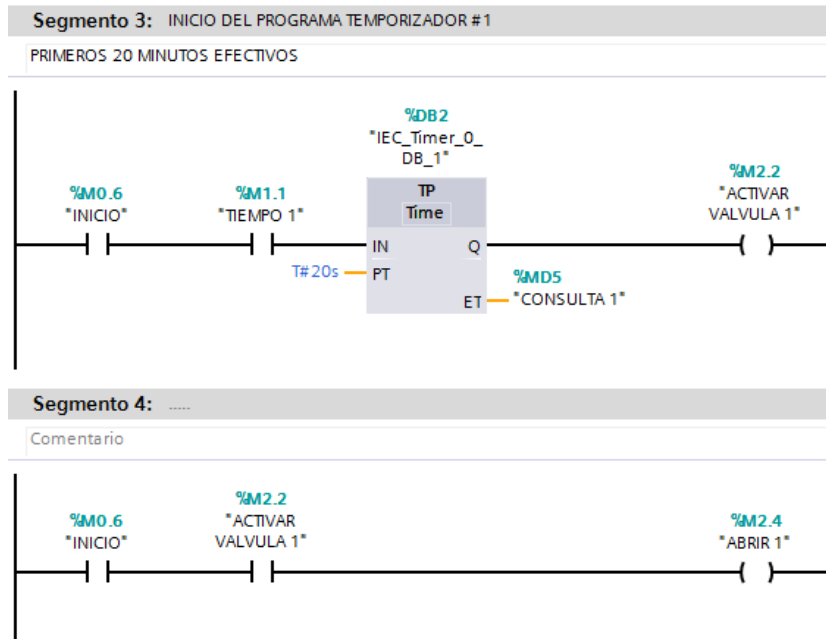 Segmento 3: INICIO DEL PROGRAMA TEMPORIZADOR #1
PRIMEROS 20 MINUTOS EFECTIVOS
%DB2
"IEC_Timer_0_
DB_1"
%M0.6
"INICIO"
%M1.1
"TIEMPO 1"
TP
Time
%M2.2
"ACTIVAR
VALVULA 1"
IN
Q
T#20s
PT
%MD5
ET
"CONSULTA 1"
Segmento 4: .....
Comentario
%M0.6
"INICIO"
%M2.2
"ACTIVAR
VALVULA 1"
%M2.4
"ABRIR 1"